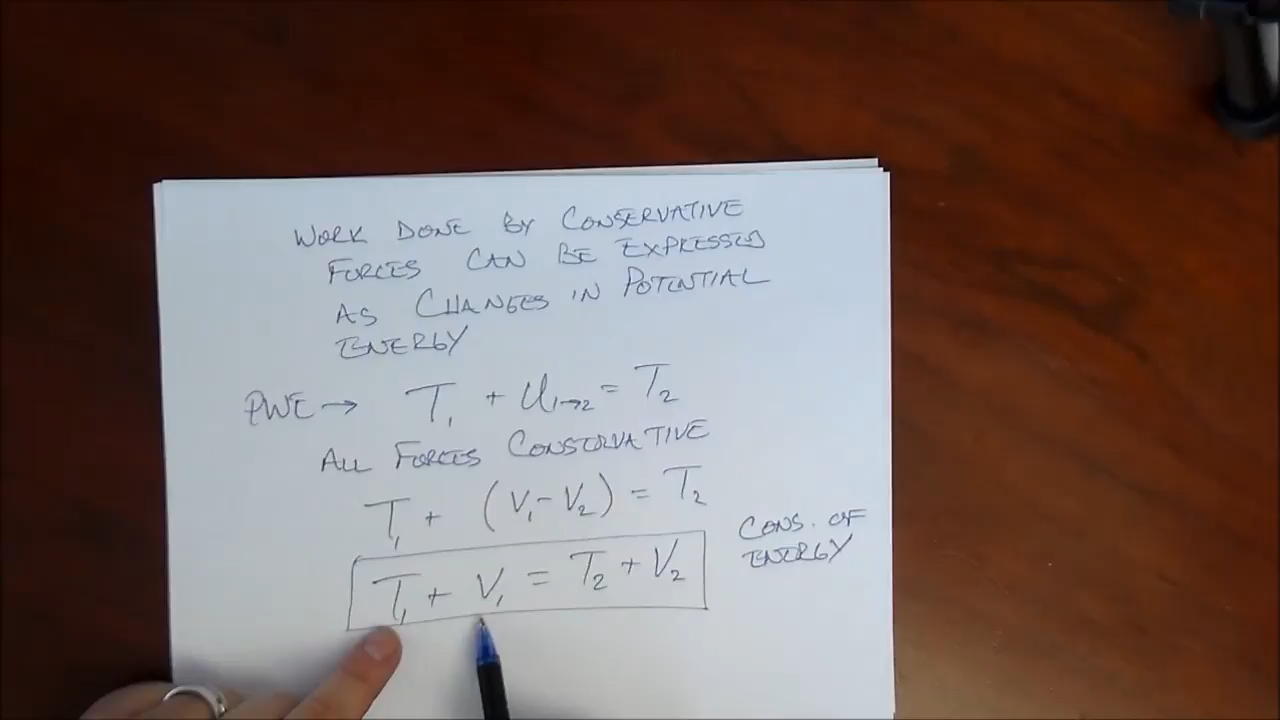 WORK DONE BY CONSERVATIVE
FORCES CAN BE EXPRESSED
AS CHANGES IN POTENTIAL
ENERGY
PWE → T₁ + U₁→₂ = T₂
ALL FORCES CONSERVATIVE
T₁ + (V₁ - V₂) = T₂
T₁ + V₁ = T₂ + V₂
CONS. OF
ENERGY